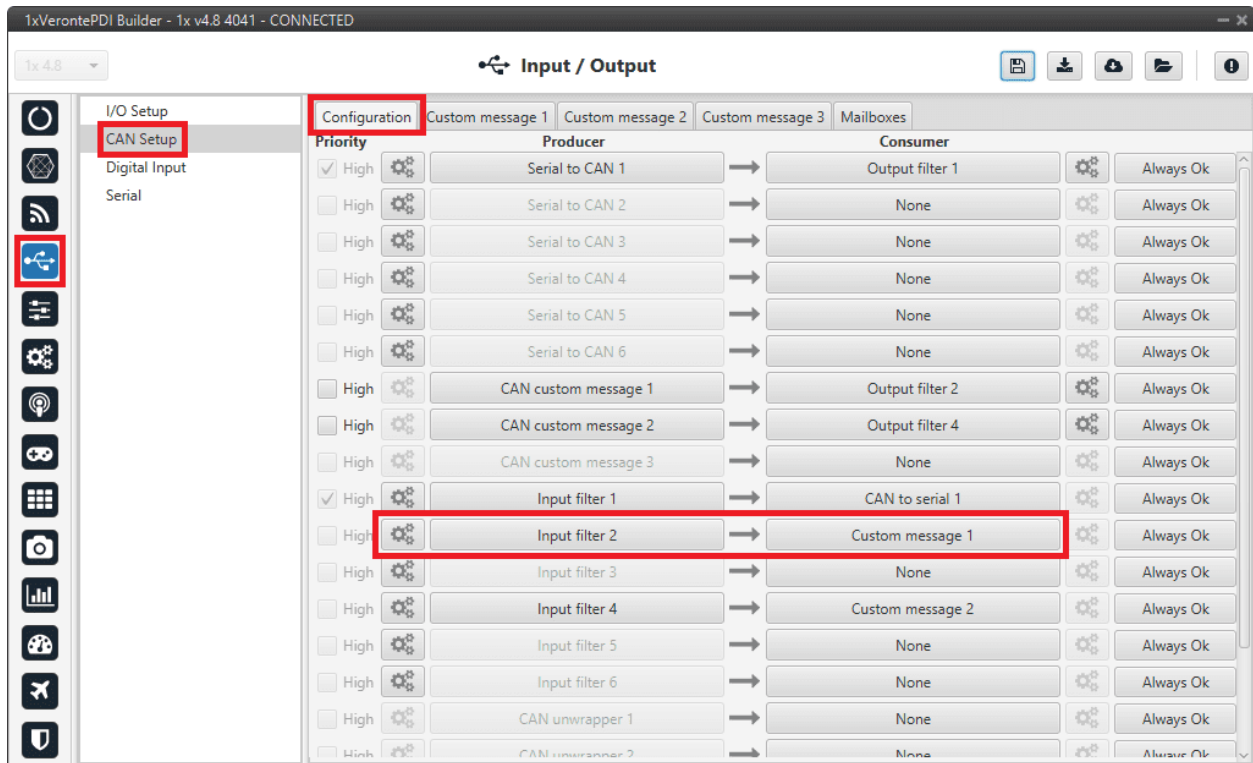 1xVerontePDI Builder - 1x v4.8 4041 - CONNECTED
1x 4.8
Input / Output
I/O Setup
CAN Setup
Digital Input
Serial
Configuration Custom message 1 Custom message 2 Custom message 3 Mailboxes
Priority Producer Consumer
High Serial to CAN 1 Output filter 1 Always Ok
High Serial to CAN 2 None Always Ok
High Serial to CAN 3 None Always Ok
High Serial to CAN 4 None Always Ok
High Serial to CAN 5 None Always Ok
High Serial to CAN 6 None Always Ok
High CAN custom message 1 Output filter 2 Always Ok
High CAN custom message 2 Output filter 4 Always Ok
High CAN custom message 3 None Always Ok
High Input filter 1 CAN to serial 1 Always Ok
High Input filter 2 Custom message 1 Always Ok
High Input filter 3 None Always Ok
High Input filter 4 Custom message 2 Always Ok
High Input filter 5 None Always Ok
High Input filter 6 None Always Ok
High CAN unwrapper 1 None Always Ok
High CAN unwrapper 2 None Always Ok